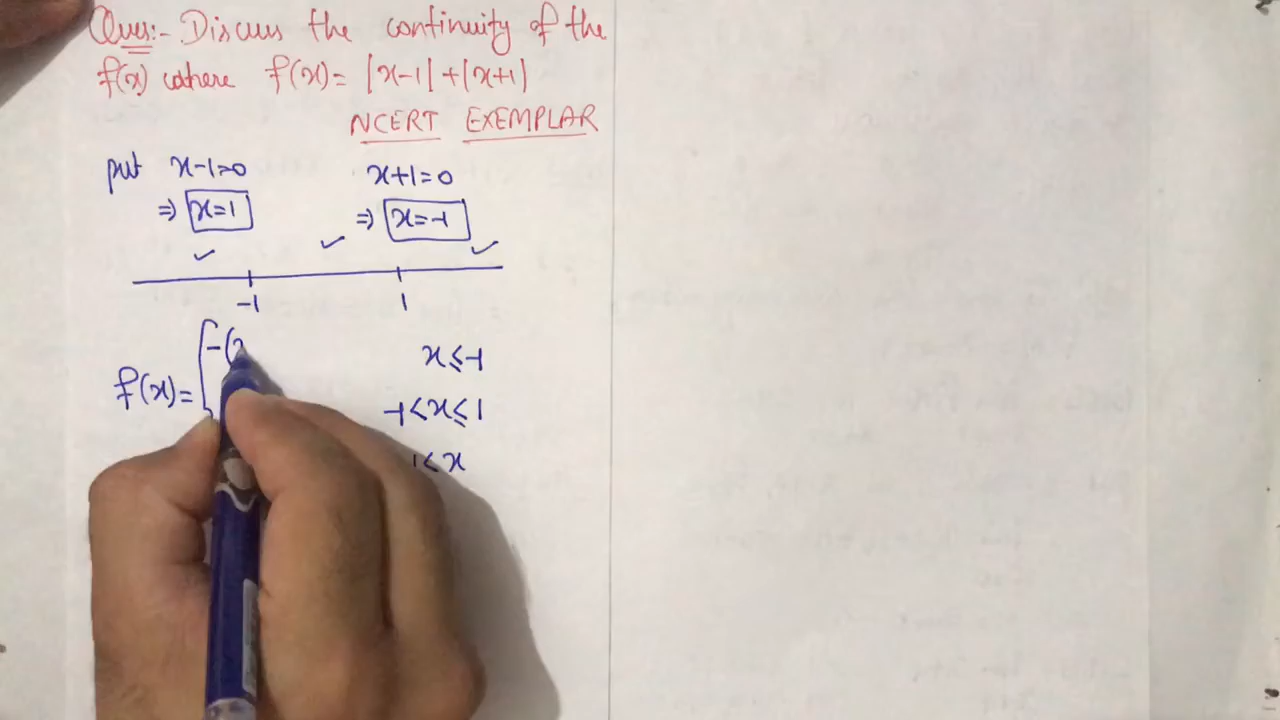 Ques:- Discuss the continuity of the
f(x) where f(x)= |x-1|+|x+1|
NCERT EXEMPLAR
put x-1=0 x+1=0
⇒ x=1 ⇒ x=-1
✓ ✓ ✓
-1 1
-(x x≤-1
f(x)= { -1<x≤1
1<x